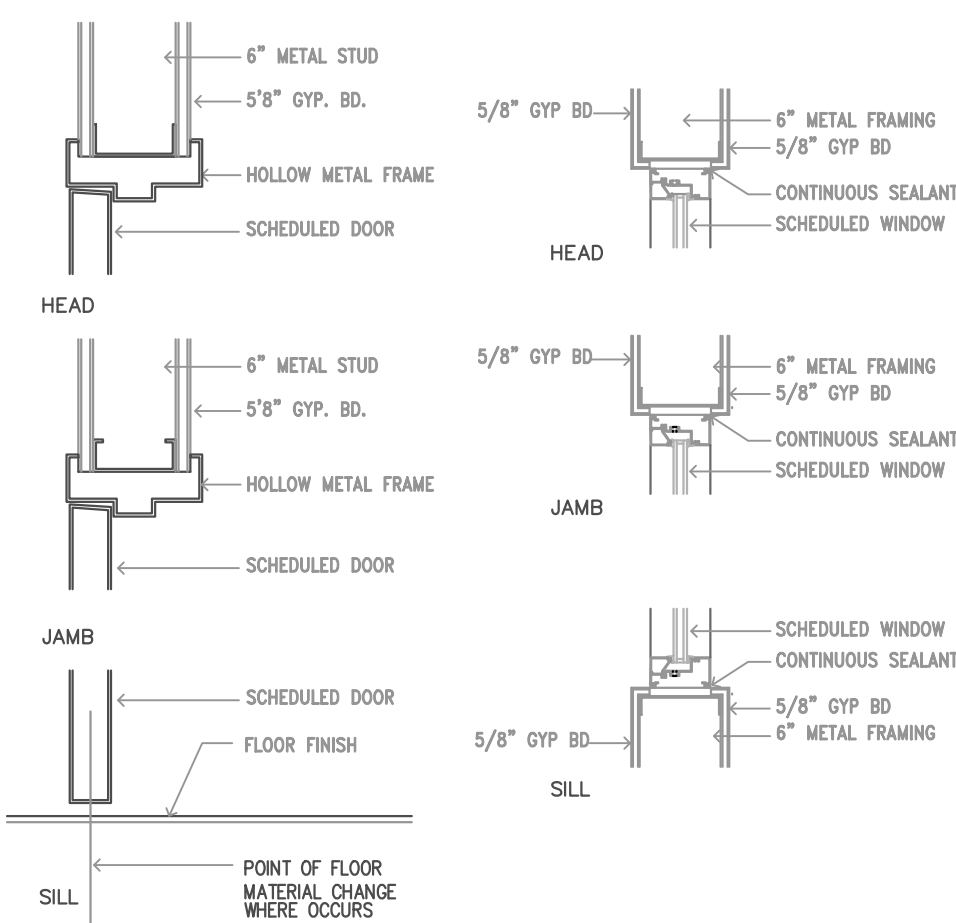 6” METAL STUD
5'8” GYP. BD.
HOLLOW METAL FRAME
SCHEDULED DOOR
HEAD
6” METAL STUD
5'8” GYP. BD.
HOLLOW METAL FRAME
SCHEDULED DOOR
JAMB
SCHEDULED DOOR
FLOOR FINISH
POINT OF FLOOR
MATERIAL CHANGE
WHERE OCCURS
SILL
5/8” GYP BD
6” METAL FRAMING
5/8” GYP BD
CONTINUOUS SEALANT
SCHEDULED WINDOW
HEAD
5/8” GYP BD
6” METAL FRAMING
5/8” GYP BD
CONTINUOUS SEALANT
SCHEDULED WINDOW
JAMB
SCHEDULED WINDOW
CONTINUOUS SEALANT
5/8” GYP BD
6” METAL FRAMING
5/8” GYP BD
SILL